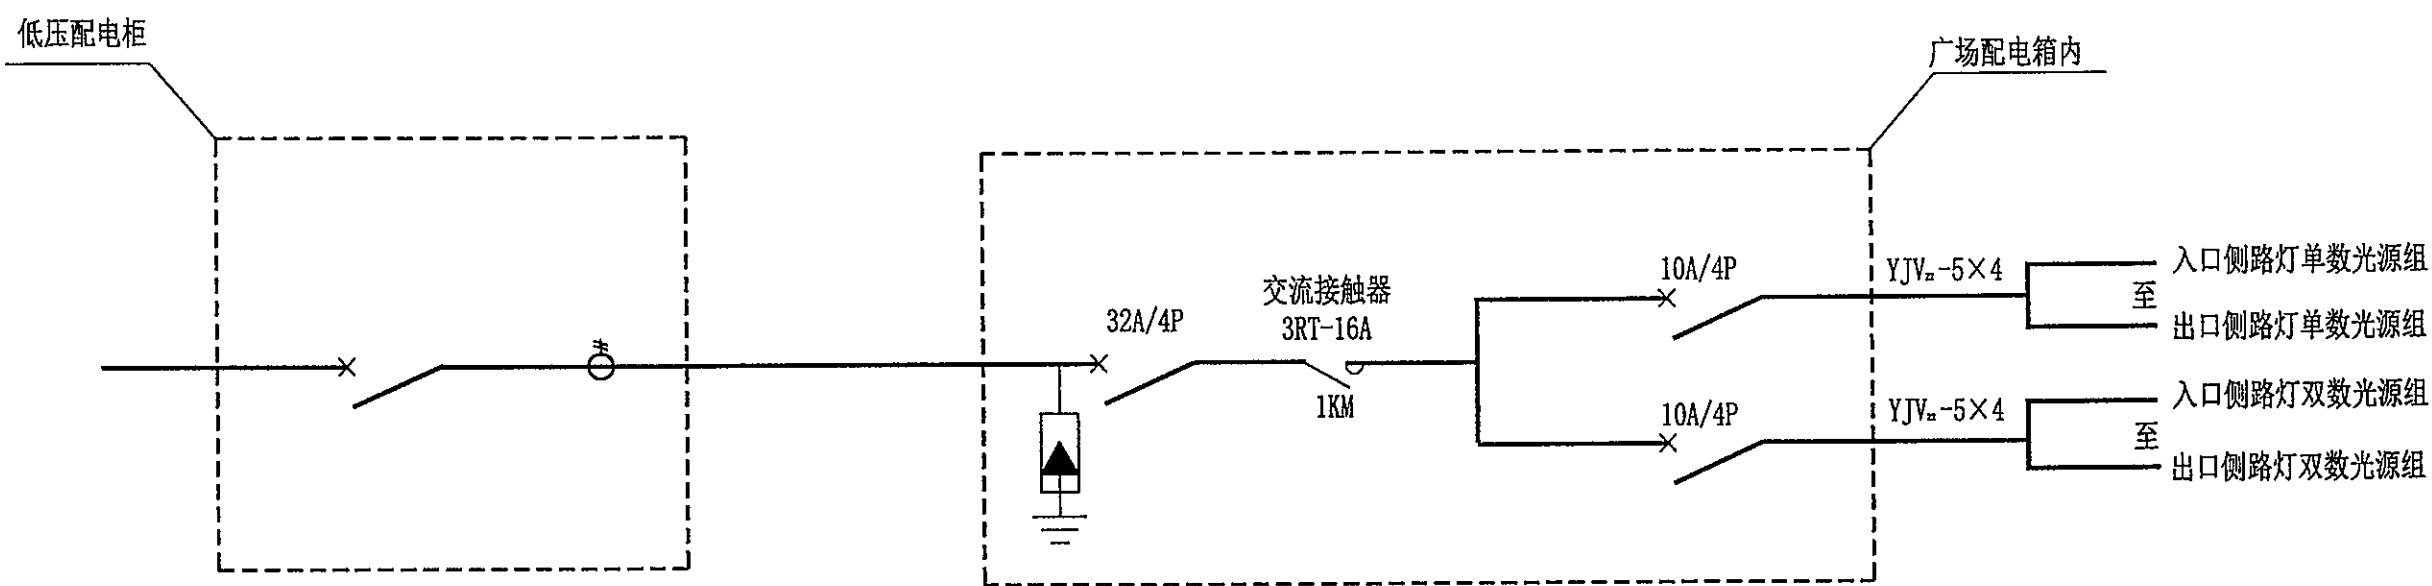 低压配电柜
广场配电箱内
32A/4P
交流接触器
3RT-16A
1KM
10A/4P
YJV₂₂-5×4
入口侧路灯单数光源组
至
出口侧路灯单数光源组
10A/4P
YJV₂₂-5×4
入口侧路灯双数光源组
至
出口侧路灯双数光源组